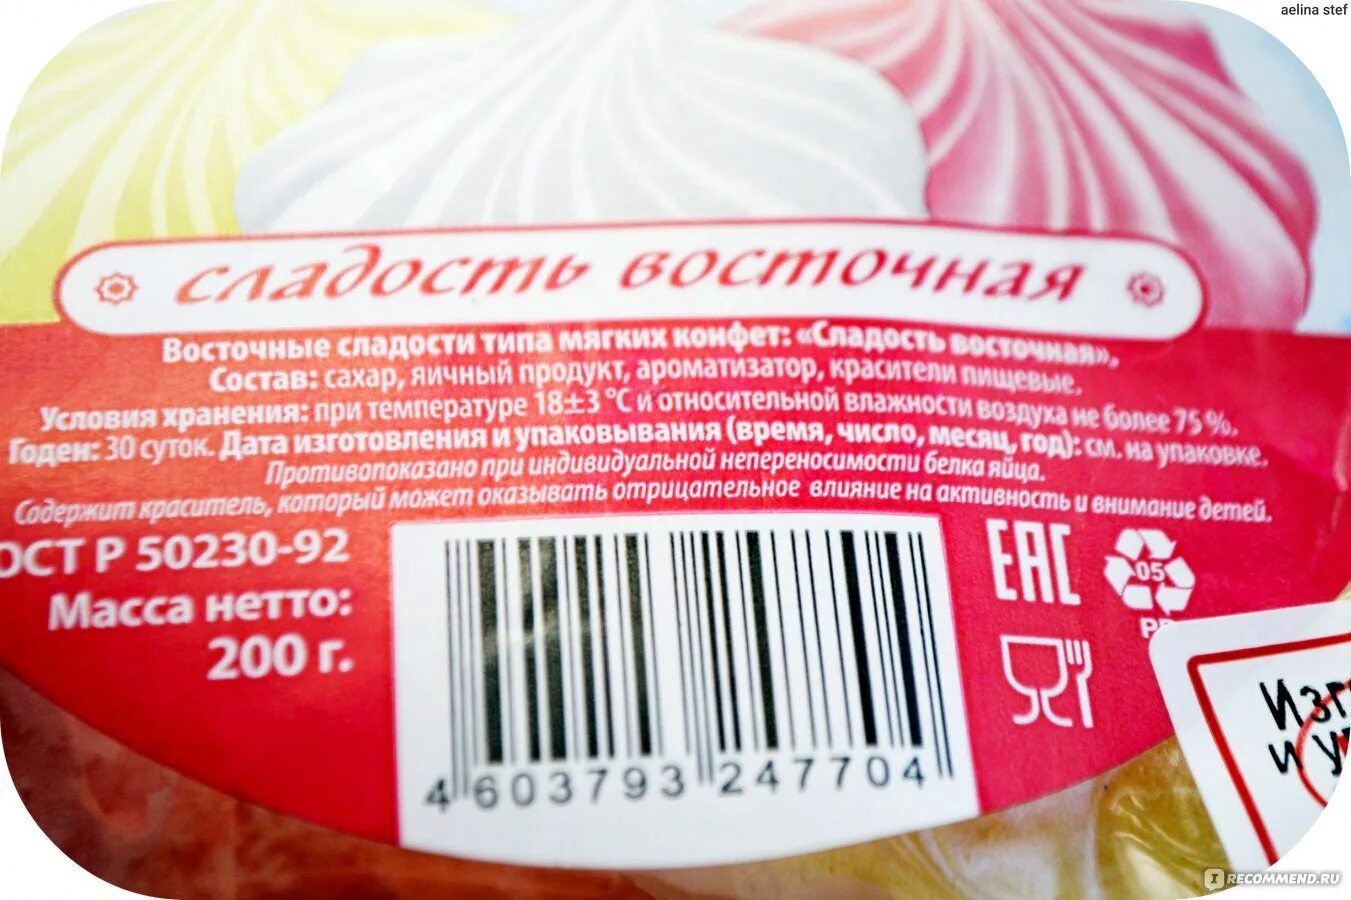 aelina stef
сладость восточная
Восточные сладости типа мягких конфет: «Сладость восточная»,
Состав: сахар, яичный продукт, ароматизатор, красители пищевые.
Условия хранения: при температуре 18±3 °С и относительной влажности воздуха не более 75 %.
Годен: 30 суток. Дата изготовления и упаковывания (время, число, месяц, год): см. на упаковке.
Противопоказано при индивидуальной непереносимости белка яйца.
Содержит краситель, который может оказывать отрицательное влияние на активность и внимание детей.
ОСТ Р 50230-92
Масса нетто:
200 г.
4 603793 247704
ЕАС
05
PP
Изг
и у
IRECOMMEND.RU